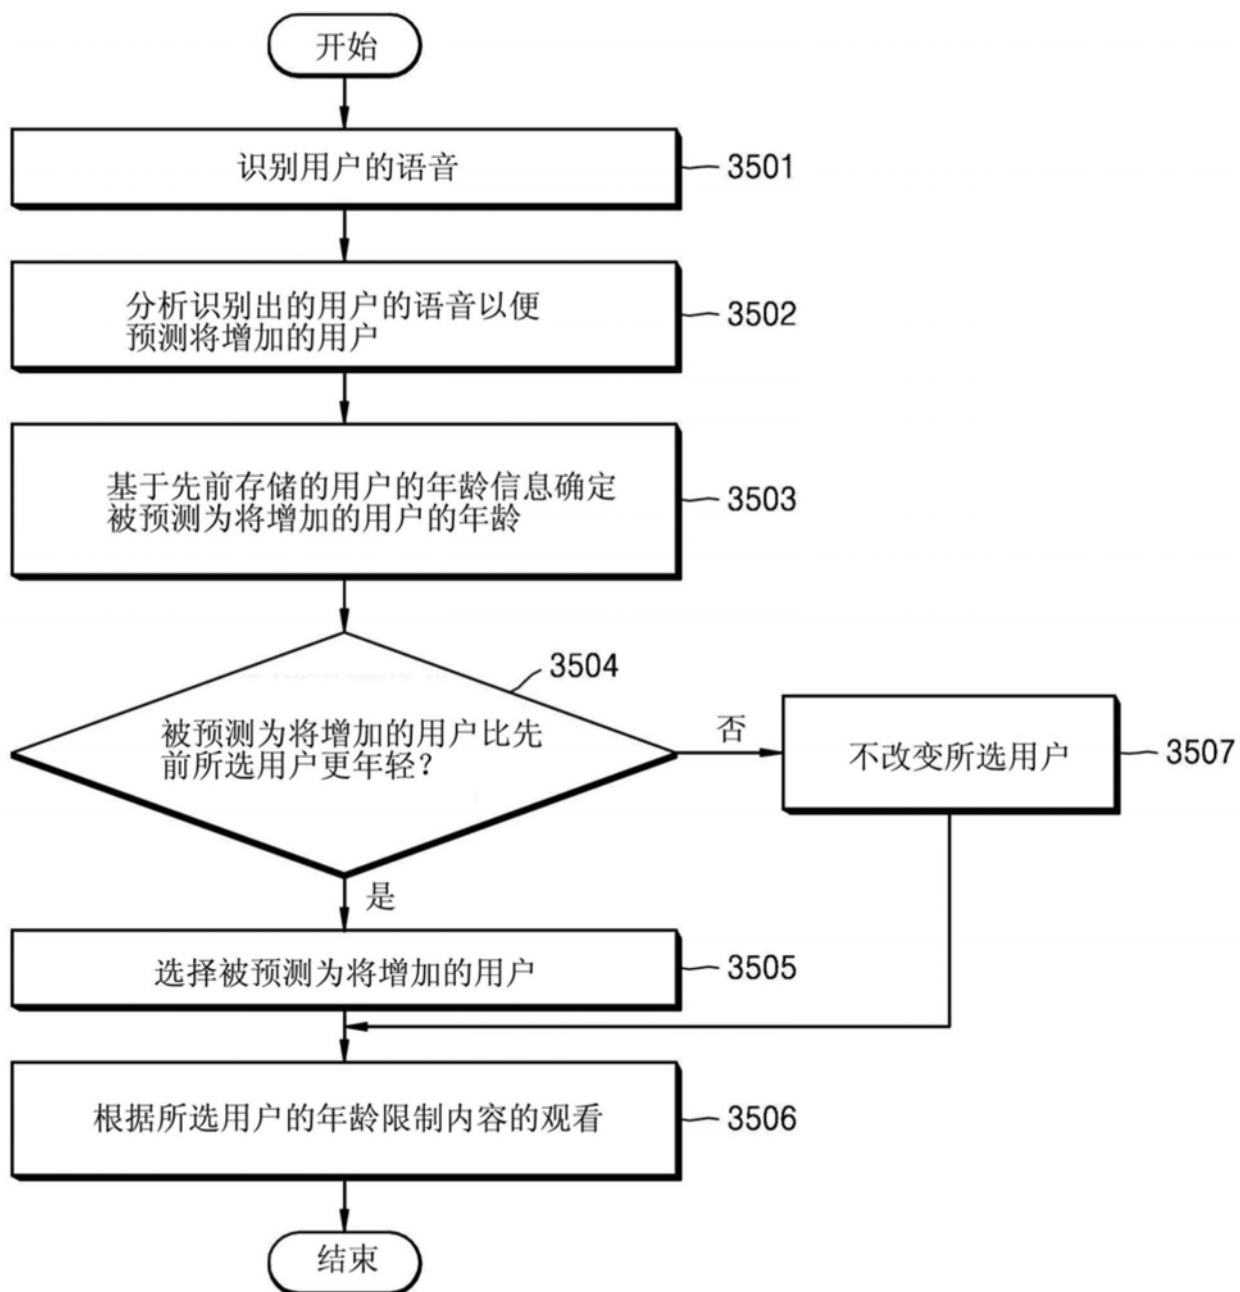 开始
识别用户的语音
3501
分析识别出的用户的语音以便
预测将增加的用户
3502
基于先前存储的用户的年龄信息确定
被预测为将增加的用户的年龄
3503
3504
被预测为将增加的用户比先
前所选用户更年轻？
否
不改变所选用户
3507
是
选择被预测为将增加的用户
3505
根据所选用户的年龄限制内容的观看
3506
结束